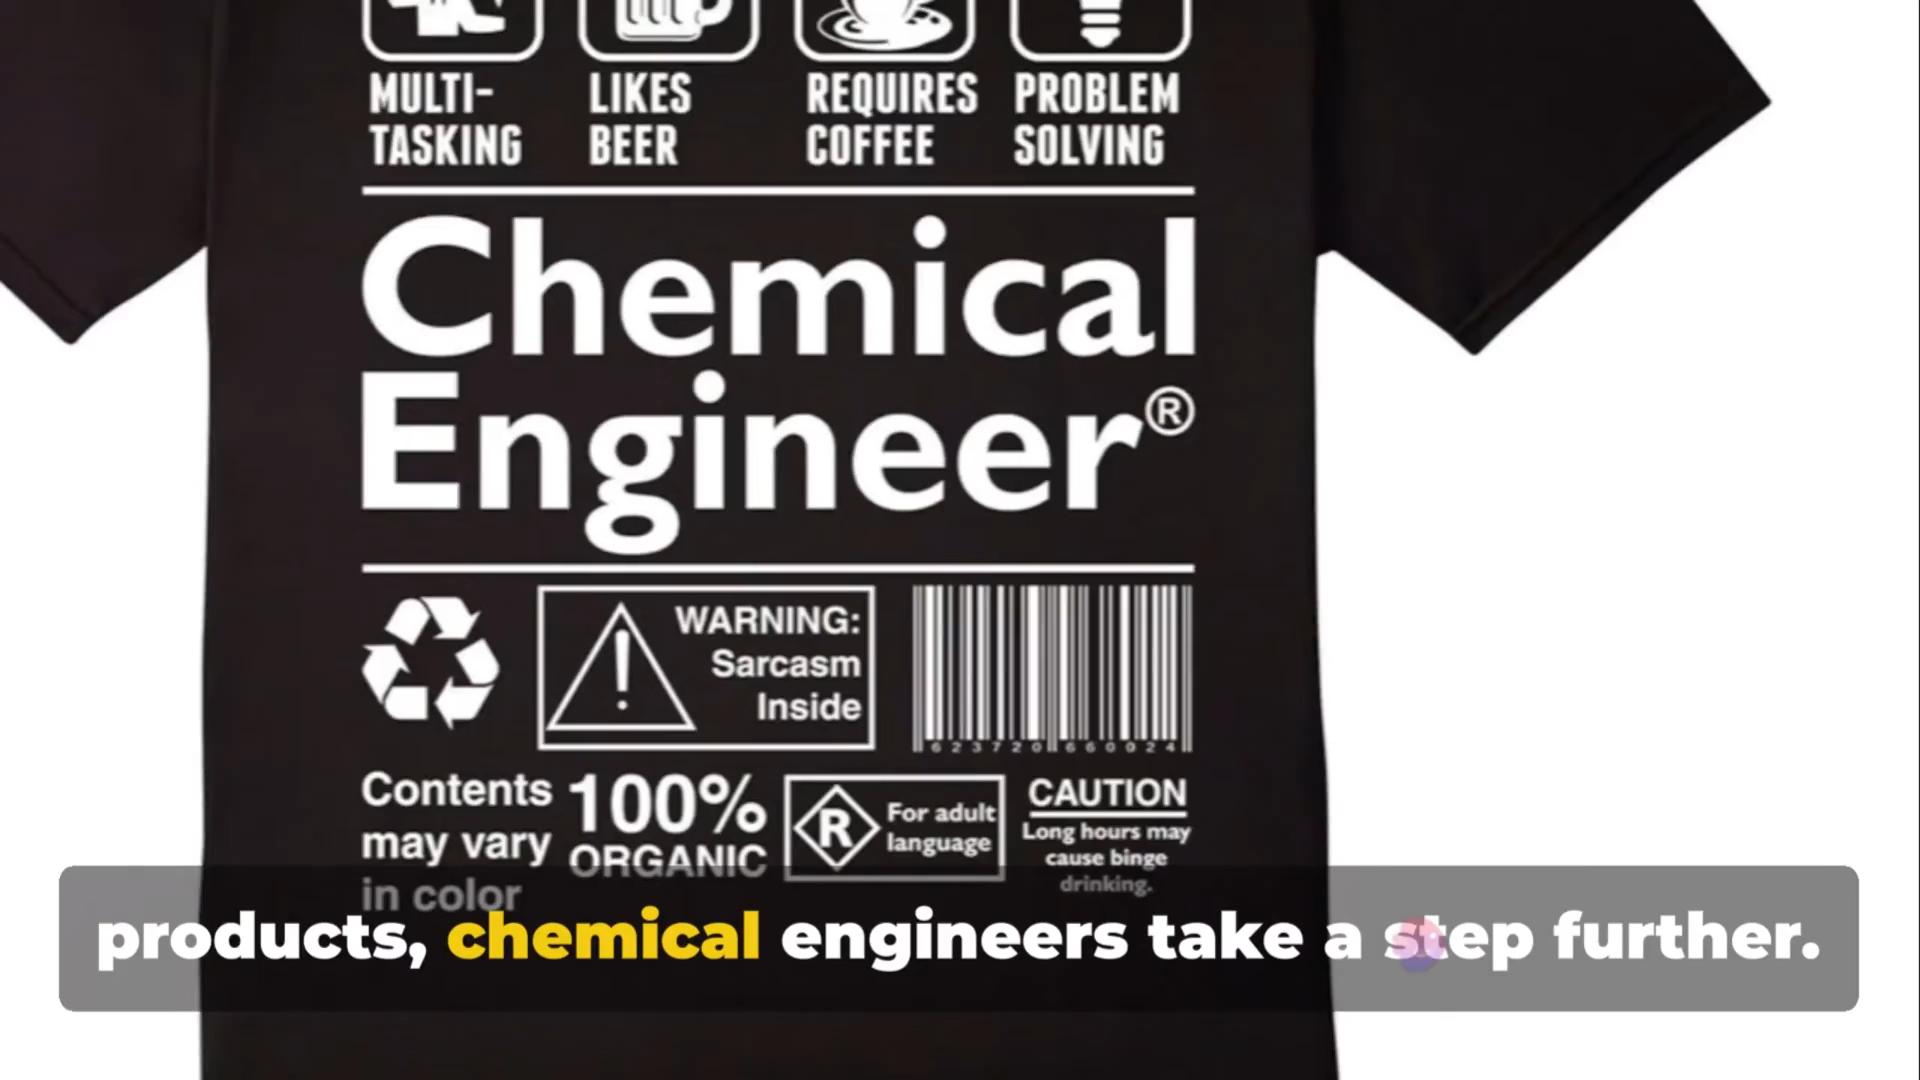 MULTI-
TASKING
LIKES
BEER
REQUIRES
COFFEE
PROBLEM
SOLVING
Chemical
Engineer®
WARNING:
Sarcasm
Inside
623720660924
Contents
may vary
in color
100%
ORGANIC
R
For adult
language
CAUTION
Long hours may
cause binge
drinking.
products, chemical engineers take a step further.